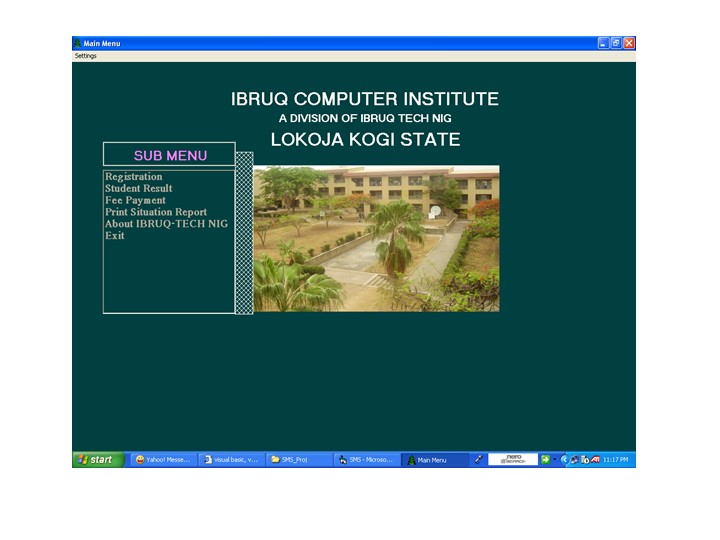 Main Menu
Settings
IBRUQ COMPUTER INSTITUTE
A DIVISION OF IBRUQ TECH NIG
LOKOJA KOGI STATE
SUB MENU
Registration
Student Result
Fee Payment
Print Situation Report
About IBRUQ-TECH NIG
Exit
start
Yahoo! Messe...
visual basic, v...
SMS_Proj
SMS - Microso...
Main Menu
nero
SEARCH
11:17 PM